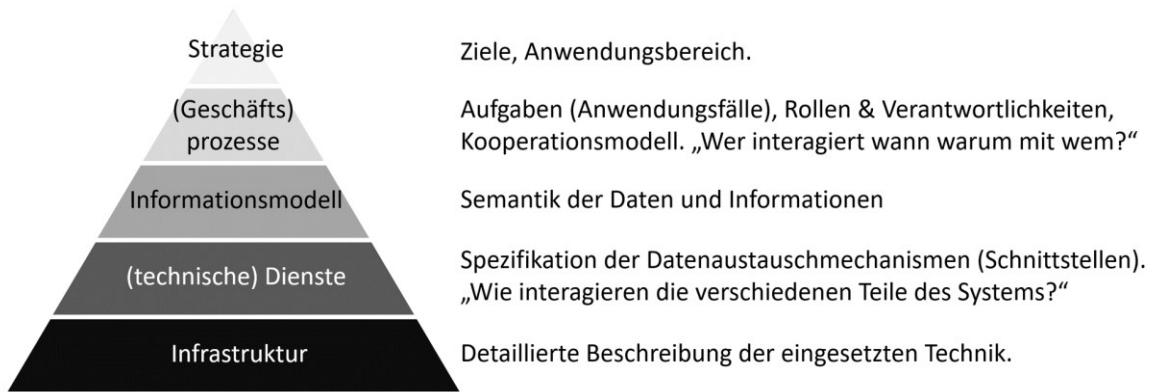 Strategie
Ziele, Anwendungsbereich.
(Geschäfts)
prozesse
Aufgaben (Anwendungsfälle), Rollen & Verantwortlichkeiten,
Kooperationsmodell. „Wer interagiert wann warum mit wem?“
Informationsmodell
Semantik der Daten und Informationen
(technische) Dienste
Spezifikation der Datenaustauschmechanismen (Schnittstellen).
„Wie interagieren die verschiedenen Teile des Systems?“
Infrastruktur
Detaillierte Beschreibung der eingesetzten Technik.